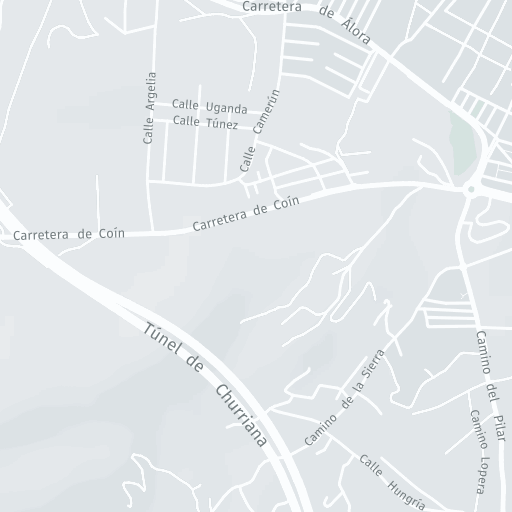 Carretera de Álora
Calle Argelia
Calle Uganda
Calle Túnez
Calle Camerún
Carretera de Coín
Carretera de Coín
Túnel de Churriana
Camino de la Sierra
Camino del Pilar
Camino Lopera
Calle Hungría